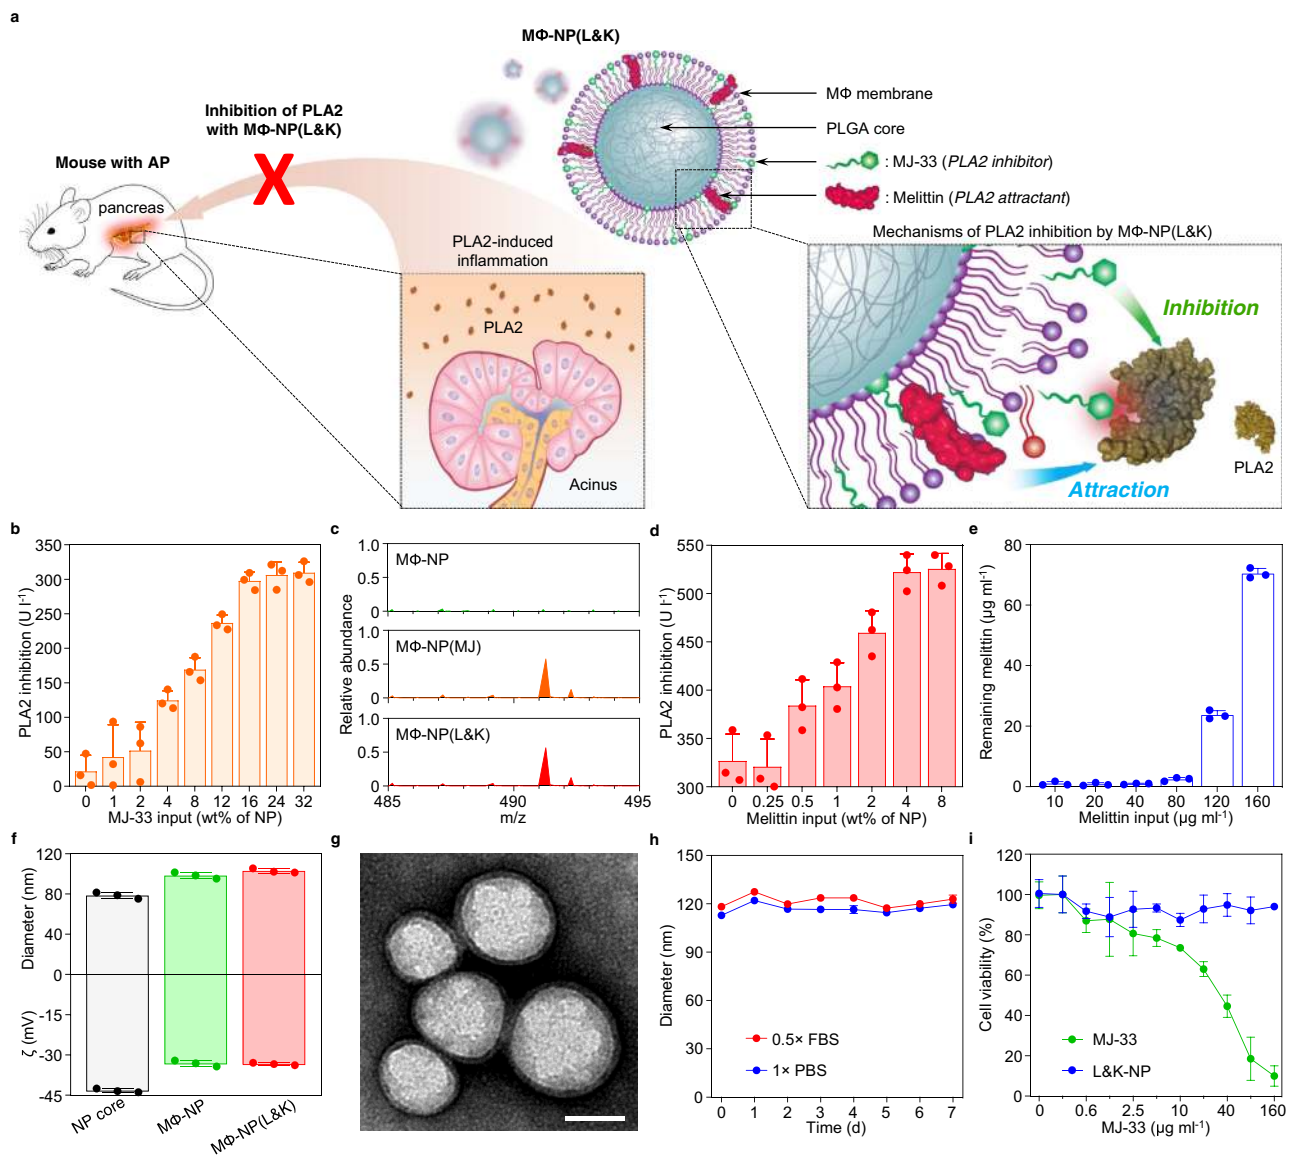 a
MΦ-NP(L&K)
Inhibition of PLA2
with MΦ-NP(L&K)
X
Mouse with AP
pancreas
MΦ membrane
PLGA core
: MJ-33 (PLA2 inhibitor)
: Melittin (PLA2 attractant)
PLA2-induced
inflammation
PLA2
Acinus
Mechanisms of PLA2 inhibition by MΦ-NP(L&K)
Inhibition
Attraction
PLA2
b
PLA2 inhibition (U l-1)
350
300
250
200
150
100
50
0
0 1 2 4 8 12 16 24 32
MJ-33 input (wt% of NP)
c
Relative abundance
MΦ-NP
1.0
0.5
0
MΦ-NP(MJ)
1.0
0.5
0
MΦ-NP(L&K)
1.0
0.5
0
485 490 495
m/z
d
PLA2 inhibition (U l-1)
550
500
450
400
350
300
0 0.25 0.5 1 2 4 8
Melittin input (wt% of NP)
e
Remaining melittin (µg ml-1)
80
60
40
20
0
10 20 40 80 120 160
Melittin input (µg ml-1)
f
Diameter (nm)
120
80
40
0
ζ (mV)
-15
-30
-45
NP core
MΦ-NP
MΦ-NP(L&K)
g
h
Diameter (nm)
150
120
90
60
30
0
0.5× FBS
1× PBS
0 1 2 3 4 5 6 7
Time (d)
i
Cell viability (%)
120
100
80
60
40
20
0
MJ-33
L&K-NP
0 0.6 2.5 10 40 160
MJ-33 (µg ml-1)